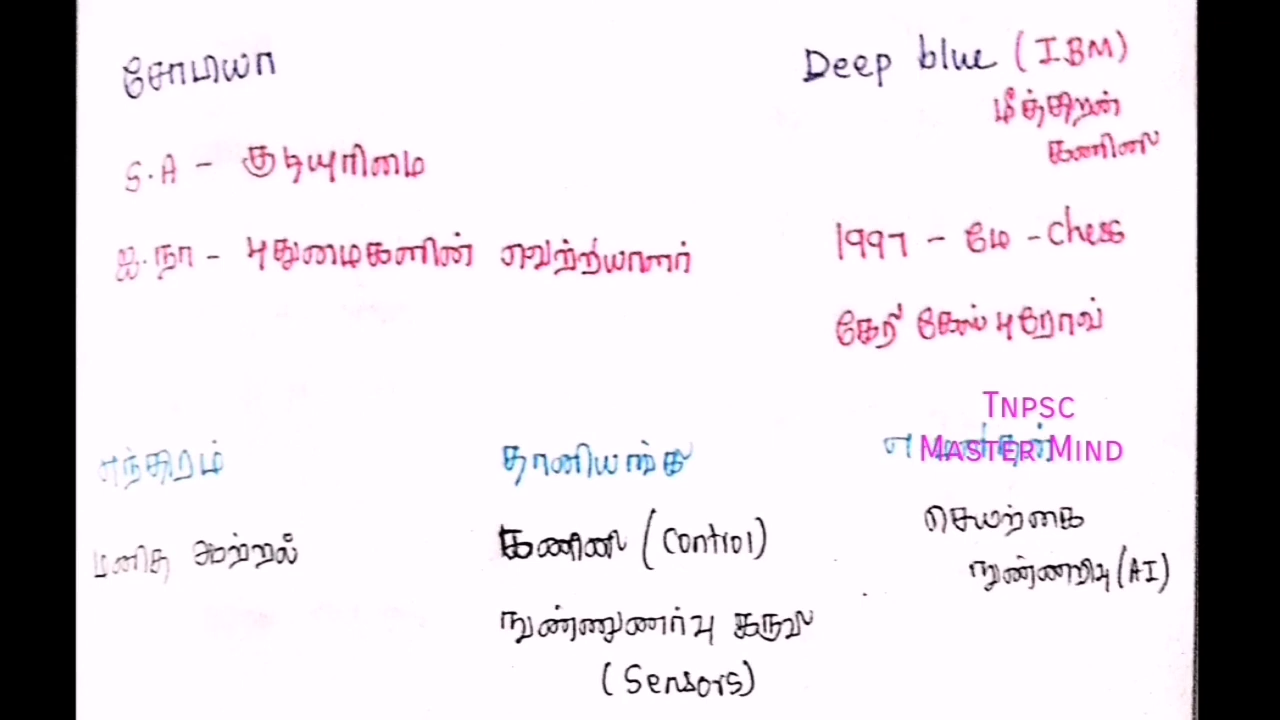 சோபியா
Deep blue (IBM)
மீத்திறன்
கணினி
S.A - குடியுரிமை
ஐ.நா - புதுமைகளின் வெற்றியாளர்
1997 - மே - Chess
கேரி கேஸ்புரோவ்
TNPSC
MASTER MIND
எந்திரம்
தானியங்கி
மனித ஆற்றல்
கணினி (Control)
செயற்கை
நுண்ணறிவு (AI)
நுண்ணுணர்வு கருவி
(Sensors)